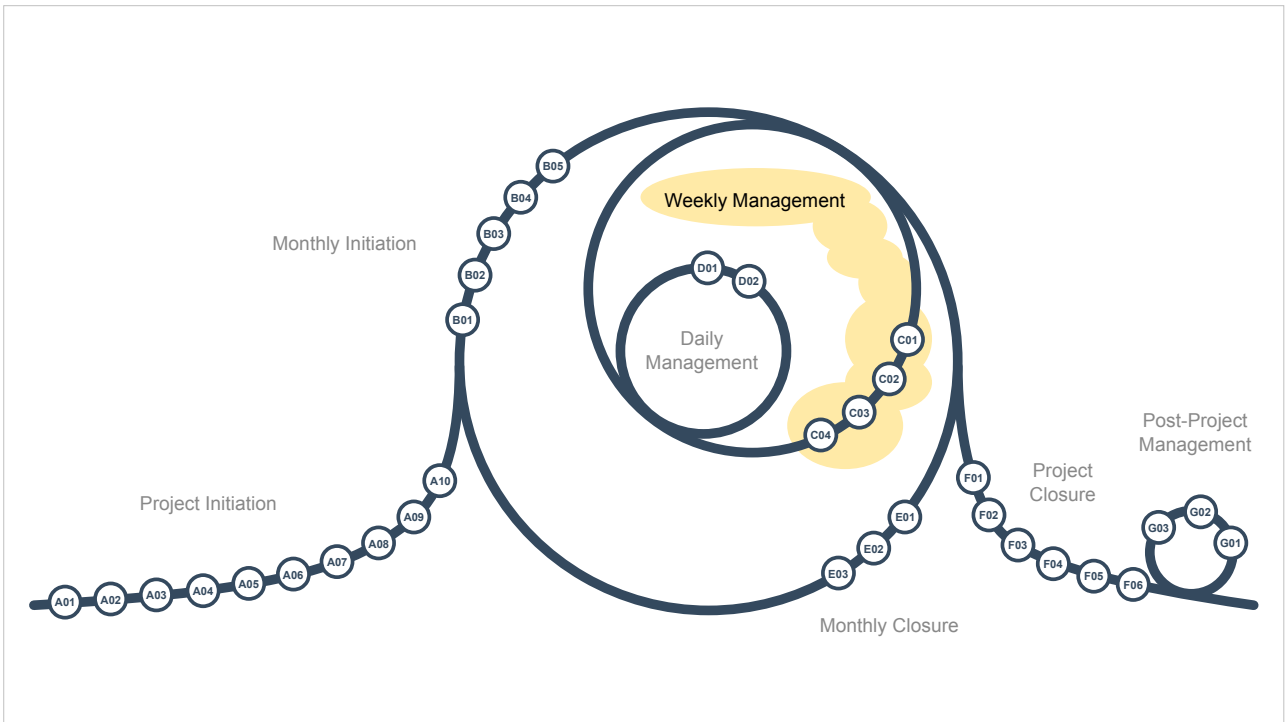 B05
B04
Weekly Management
B03
Monthly Initiation
D01
B02
D02
B01
C01
Daily
Management
C02
C03
Post-Project
Management
C04
A10
F01
Project
Closure
Project Initiation
A09
E01
F02
G02
G03
A08
E02
F03
G01
A07
F04
A06
E03
F05
A05
F06
A04
A03
A02
A01
Monthly Closure